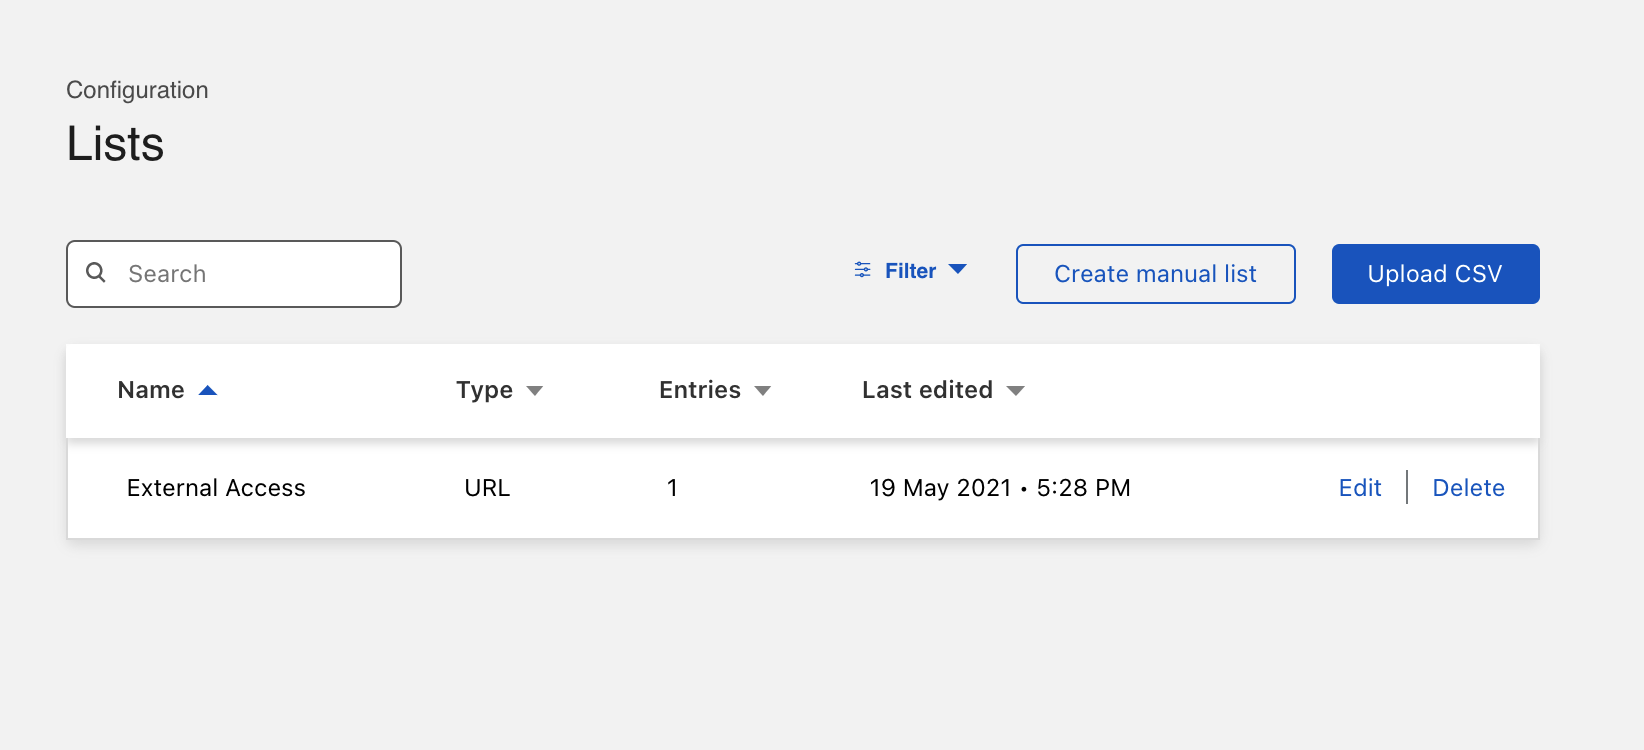 Configuration
Lists
Search
Filter
Create manual list
Upload CSV
Name Type Entries Last edited
External Access URL 1 19 May 2021 • 5:28 PM Edit Delete